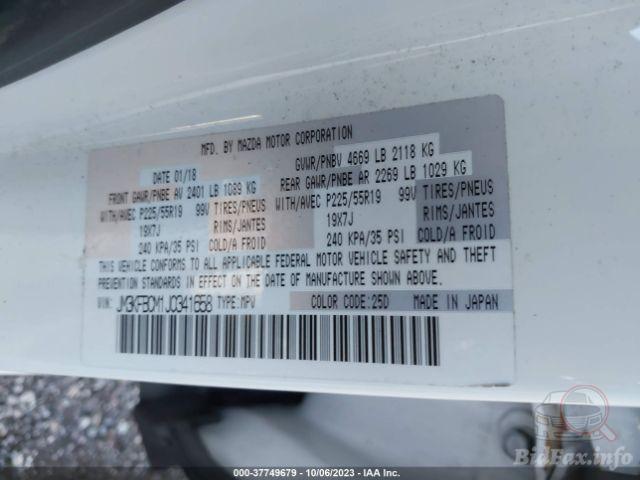 MFD. BY MAZDA MOTOR CORPORATION
DATE 01/18 GVWR/PNBV 4669 LB 2118 KG
FRONT GAWR/PNBE AV 2401 LB 1089 KG REAR GAWR/PNBE AR 2269 LB 1029 KG
WITH/AVEC P225/55R19 99V TIRES/PNEUS WITH/AVEC P225/55R19 99V TIRES/PNEUS
19X7J RIMS/JANTES 19X7J RIMS/JANTES
240 KPA/35 PSI COLD/A FROID 240 KPA/35 PSI COLD/A FROID
THIS VEHICLE CONFORMS TO ALL APPLICABLE FEDERAL MOTOR VEHICLE SAFETY AND THEFT
PREVENTION STANDARDS IN EFFECT ON THE DATE OF MANUFACTURE SHOWN ABOVE.
VIN: JM3KFBCM1J0341658 TYPE:MPV COLOR CODE:25D MADE IN JAPAN
00-37749679 - 10/06/2023 - IAA Inc.
BidFax.info